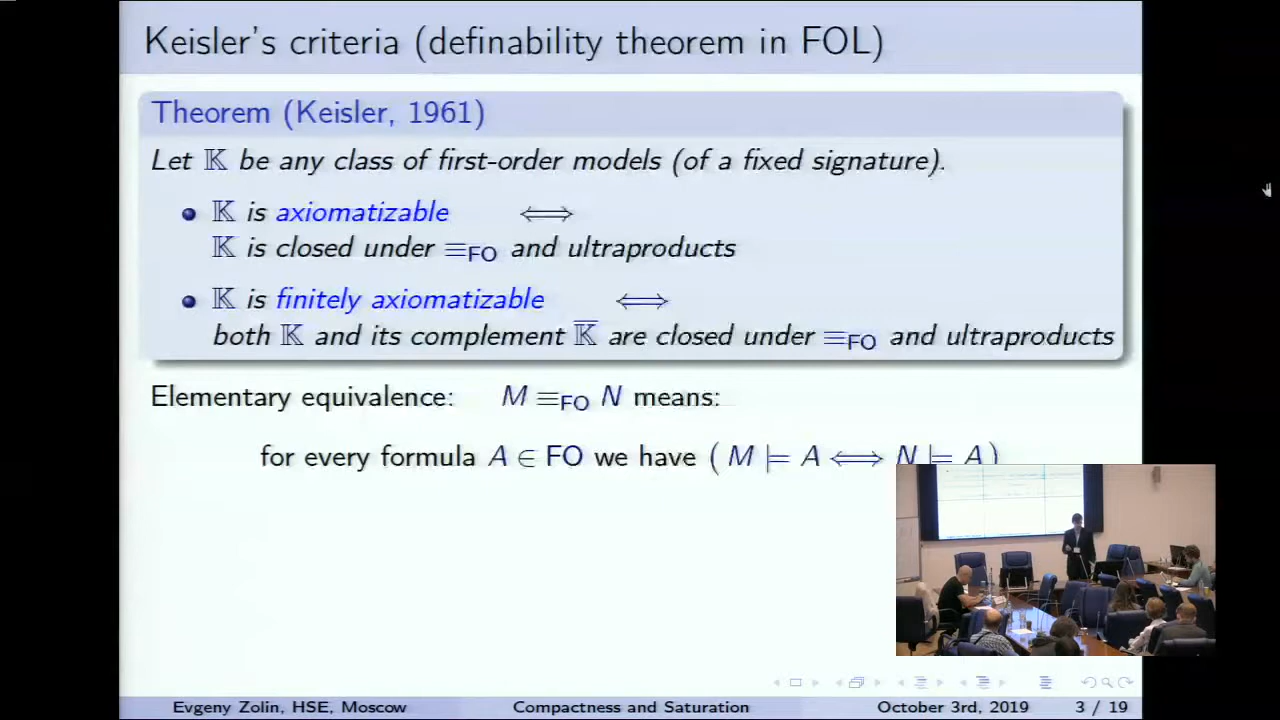 Keisler's criteria (definability theorem in FOL)
Theorem (Keisler, 1961)
Let 𝕂 be any class of first-order models (of a fixed signature).
• 𝕂 is axiomatizable ⟺
𝕂 is closed under ≡FO and ultraproducts
• 𝕂 is finitely axiomatizable ⟺
both 𝕂 and its complement 𝕂̅ are closed under ≡FO and ultraproducts
Elementary equivalence: M ≡FO N means:
for every formula A ∈ FO we have ( M ⊨ A ⟺ N ⊨ A )
Evgeny Zolin, HSE, Moscow Compactness and Saturation October 3rd, 2019 3 / 19